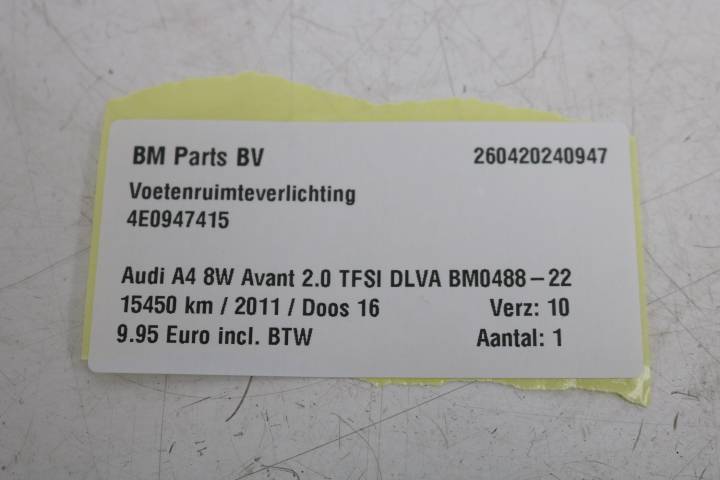 BM Parts BV 260420240947
Voetenruimteverlichting
4E0947415
Audi A4 8W Avant 2.0 TFSI DLVA BM0488-22
15450 km / 2011 / Doos 16 Verz: 10
9.95 Euro incl. BTW Aantal: 1